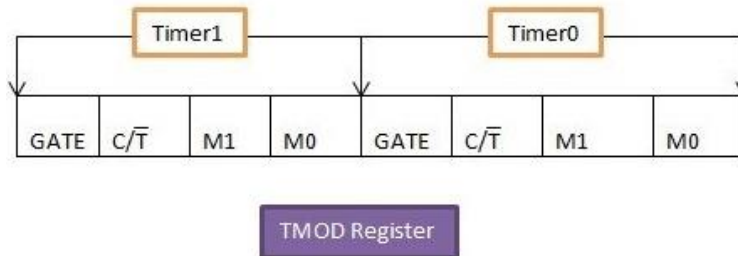 Timer1 Timer0
GATE C/T̅ M1 M0 GATE C/T̅ M1 M0
TMOD Register